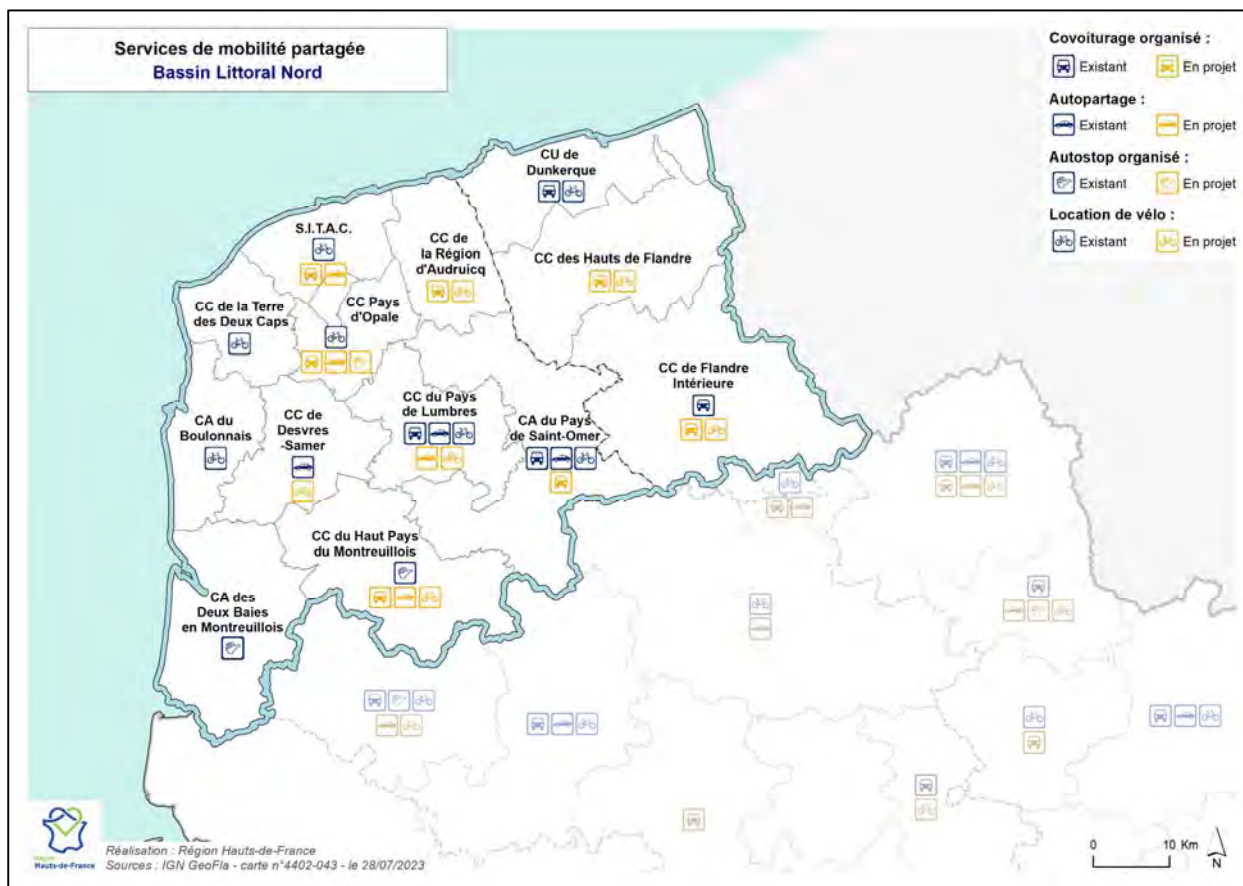 Services de mobilité partagée
Bassin Littoral Nord
Covoiturage organisé :
Existant
En projet
Autopartage :
Existant
En projet
Autostop organisé :
Existant
En projet
Location de vélo :
Existant
En projet
CU de
Dunkerque
S.I.T.A.C.
CC de
la Région
d'Audruicq
CC des Hauts de Flandre
CC de la Terre
des Deux Caps
CC Pays
d'Opale
CC de Flandre
Intérieure
CA du
Boulonnais
CC de
Desvres
-Samer
CC du Pays
de Lumbres
CA du Pays
de Saint-Omer
CC du Haut Pays
du Montreuillois
CA des
Deux Baies
en Montreuillois
Région
Hauts-de-France
Réalisation : Région Hauts-de-France
Sources : IGN GeoFla - carte n°4402-043 - le 28/07/2023
0 10 Km
N